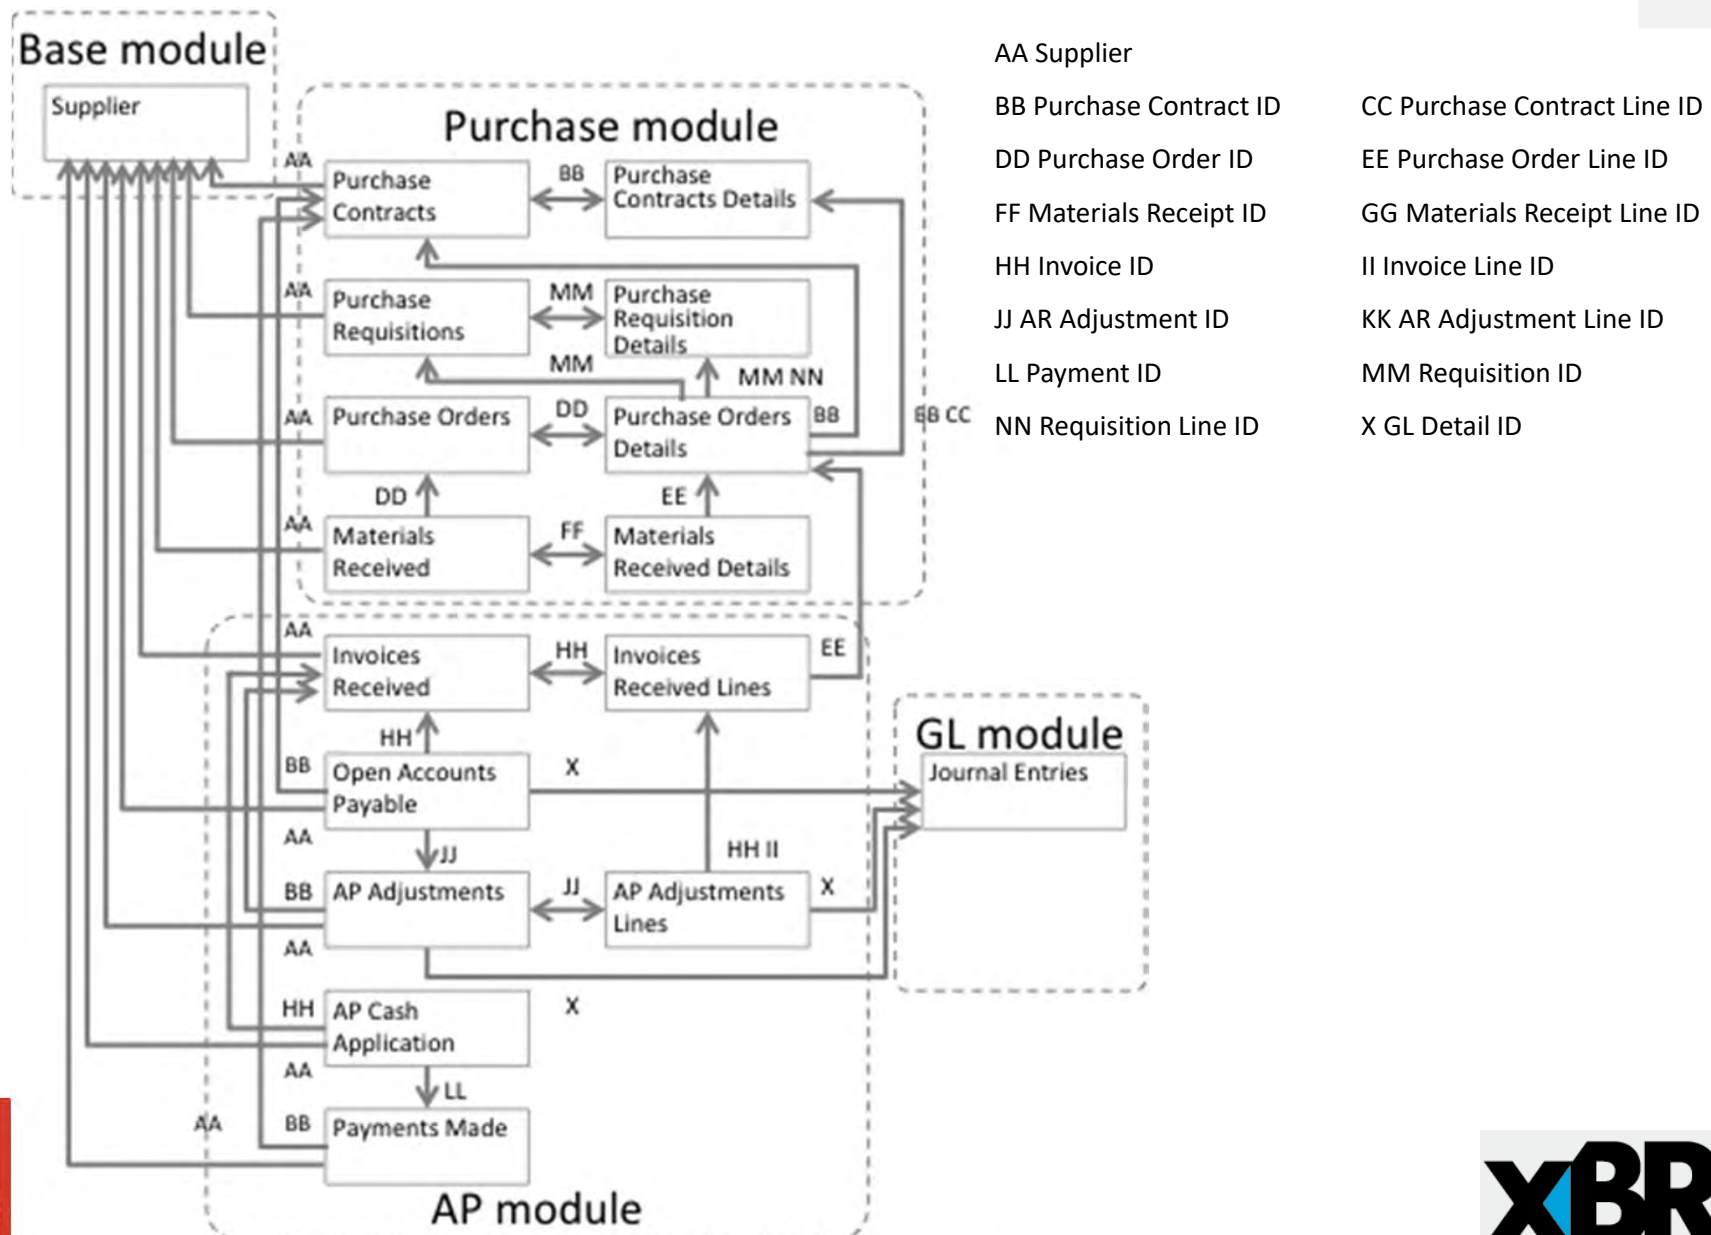 Base module
Supplier
Purchase module
AA
Purchase
Contracts
BB
Purchase
Contracts Details
AA
Purchase
Requisitions
MM
Purchase
Requisition
Details
MM
MM NN
AA
Purchase Orders
DD
Purchase Orders
Details
BB
BB CC
DD
EE
AA
Materials
Received
FF
Materials
Received Details
AA
Invoices
Received
HH
Invoices
Received Lines
EE
HH
BB
Open Accounts
Payable
X
AA
JJ
HH II
BB
AP Adjustments
JJ
AP Adjustments
Lines
X
AA
HH
AP Cash
Application
X
AA
LL
AA
BB
Payments Made
AP module
GL module
Journal Entries
AA Supplier
BB Purchase Contract ID CC Purchase Contract Line ID
DD Purchase Order ID EE Purchase Order Line ID
FF Materials Receipt ID GG Materials Receipt Line ID
HH Invoice ID II Invoice Line ID
JJ AR Adjustment ID KK AR Adjustment Line ID
LL Payment ID MM Requisition ID
NN Requisition Line ID X GL Detail ID
XBR